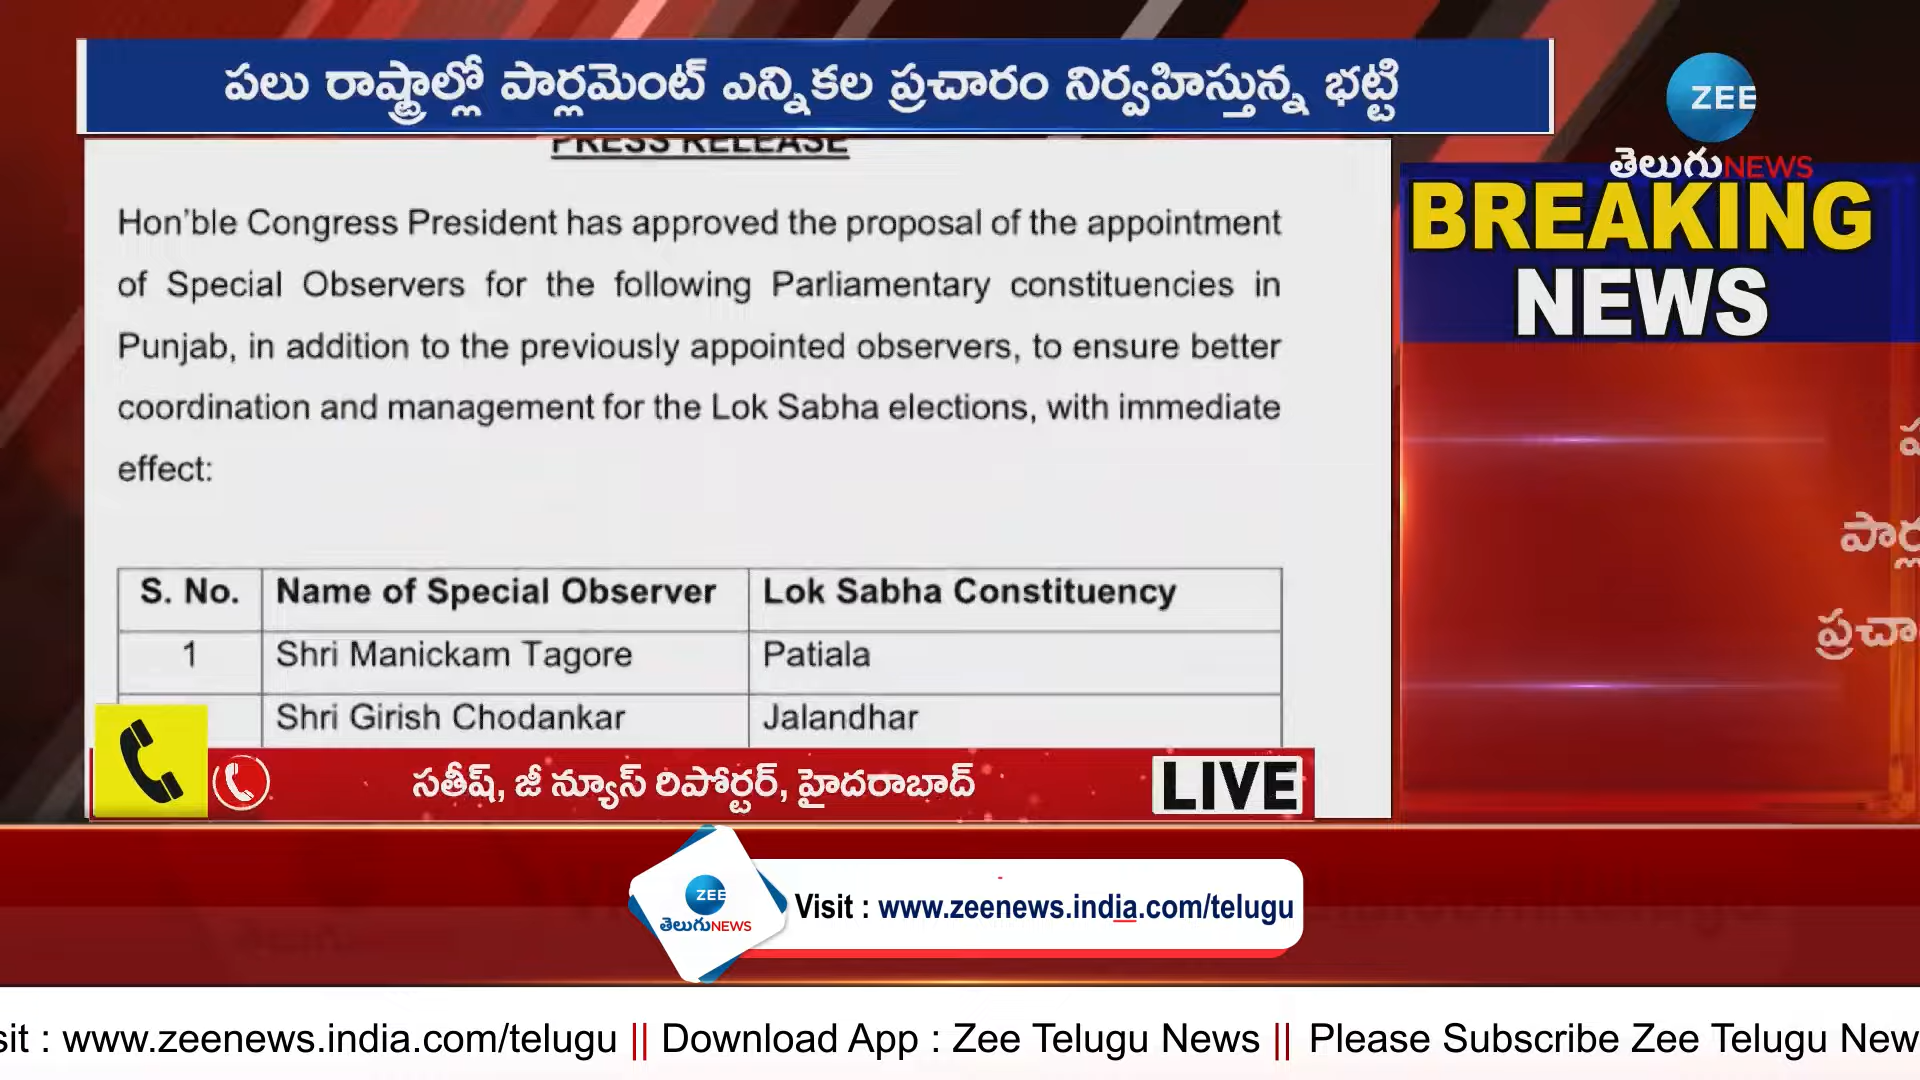 పలు రాష్ట్రాల్లో పార్లమెంట్ ఎన్నికల ప్రచారం నిర్వహిస్తున్న భట్టి
ZEE
తెలుగు NEWS
BREAKING
NEWS
PRESS RELEASE
Hon'ble Congress President has approved the proposal of the appointment
of Special Observers for the following Parliamentary constituencies in
Punjab, in addition to the previously appointed observers, to ensure better
coordination and management for the Lok Sabha elections, with immediate
effect:
S. No. Name of Special Observer Lok Sabha Constituency
1 Shri Manickam Tagore Patiala
Shri Girish Chodankar Jalandhar
సతీష్, జీ న్యూస్ రిపోర్టర్, హైదరాబాద్
LIVE
ZEE
తెలుగు NEWS
Visit : www.zeenews.india.com/telugu
sit : www.zeenews.india.com/telugu || Download App : Zee Telugu News || Please Subscribe Zee Telugu New